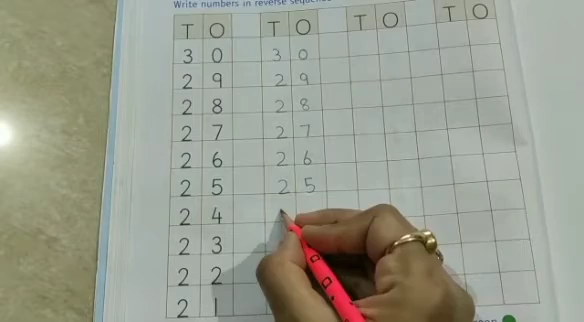 Write numbers in reverse sequence
T O T O T O T O
3 0 3 0
2 9 2 9
2 8 2 8
2 7 2 7
2 6 2 6
2 5 2 5
2 4
2 3
2 2
2 1